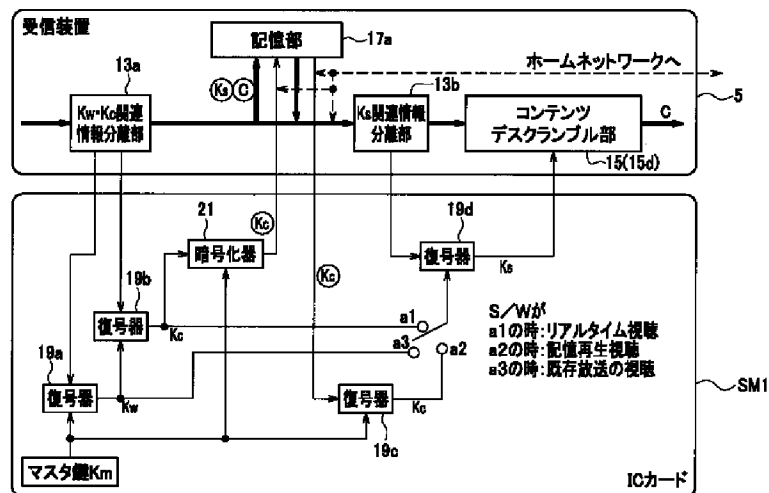 受信装置
記憶部
17a
ホームネットワークへ
13a
Ks
C
13b
5
Kw・Kc関連
情報分離部
Ks関連情報
分離部
コンテンツ
デスクランブル部
C
15(15d)
21
Kc
19d
暗号化器
復号器
Ks
19b
Kc
復号器
Kc
a1
a3
a2
S/Wが
a1の時:リアルタイム視聴
a2の時:記憶再生視聴
a3の時:既存放送の視聴
19a
復号器
Kw
復号器
Kc
19c
SM1
マスタ鍵Km
ICカード